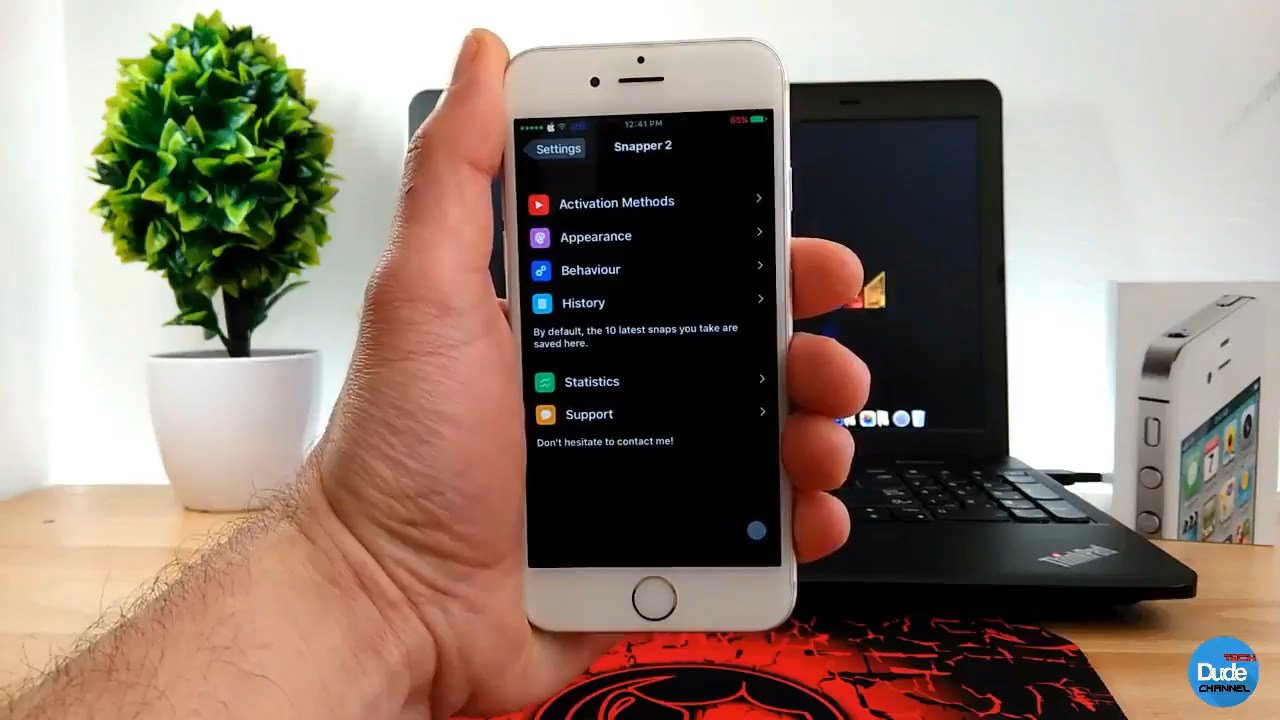 12:41 PM
65%
Settings
Snapper 2
Activation Methods
Appearance
Behaviour
History
By default, the 10 latest snaps you take are
saved here.
Statistics
Support
Don't hesitate to contact me!
ThinkPad
TECH
Dude
CHANNEL